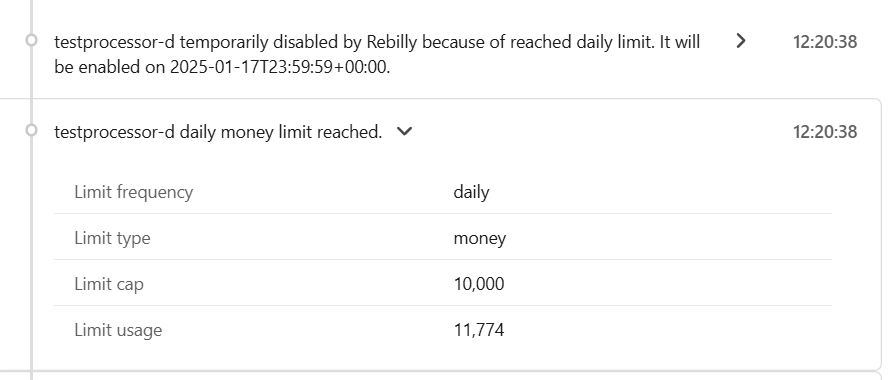 testprocessor-d temporarily disabled by Rebilly because of reached daily limit. It will 12:20:38
be enabled on 2025-01-17T23:59:59+00:00.
testprocessor-d daily money limit reached. 12:20:38
Limit frequency daily
Limit type money
Limit cap 10,000
Limit usage 11,774